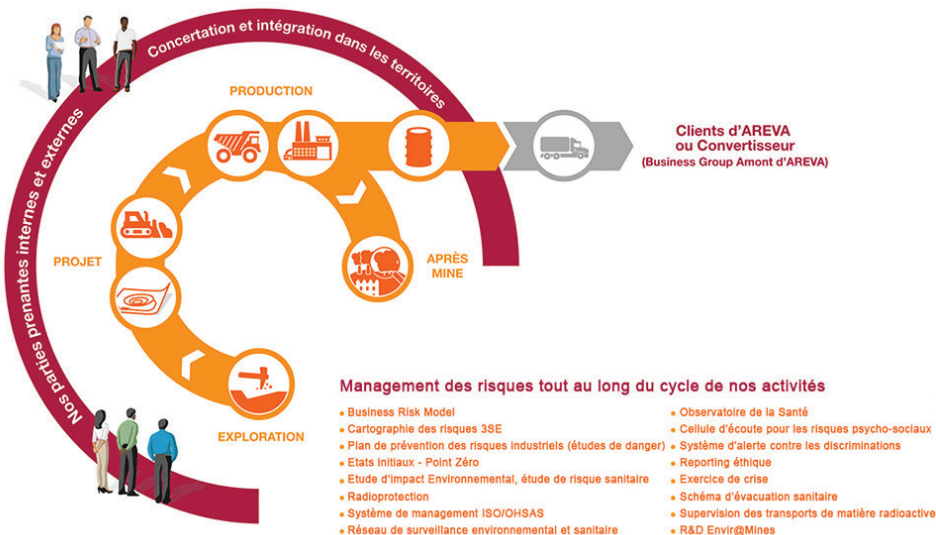 Concertation et intégration dans les territoires
Nos parties prenantes internes et externes
PRODUCTION
Clients d'AREVA
ou Convertisseur
(Business Group Amont d'AREVA)
PROJET
APRÈS
MINE
EXPLORATION
Management des risques tout au long du cycle de nos activités
• Business Risk Model
• Cartographie des risques 3SE
• Plan de prévention des risques industriels (études de danger)
• Etats initiaux - Point Zéro
• Etude d'impact Environnemental, étude de risque sanitaire
• Radioprotection
• Système de management ISO/OHSAS
• Réseau de surveillance environnemental et sanitaire
• Observatoire de la Santé
• Cellule d'écoute pour les risques psycho-sociaux
• Système d'alerte contre les discriminations
• Reporting éthique
• Exercice de crise
• Schéma d'évacuation sanitaire
• Supervision des transports de matière radioactive
• R&D Envir@Mines